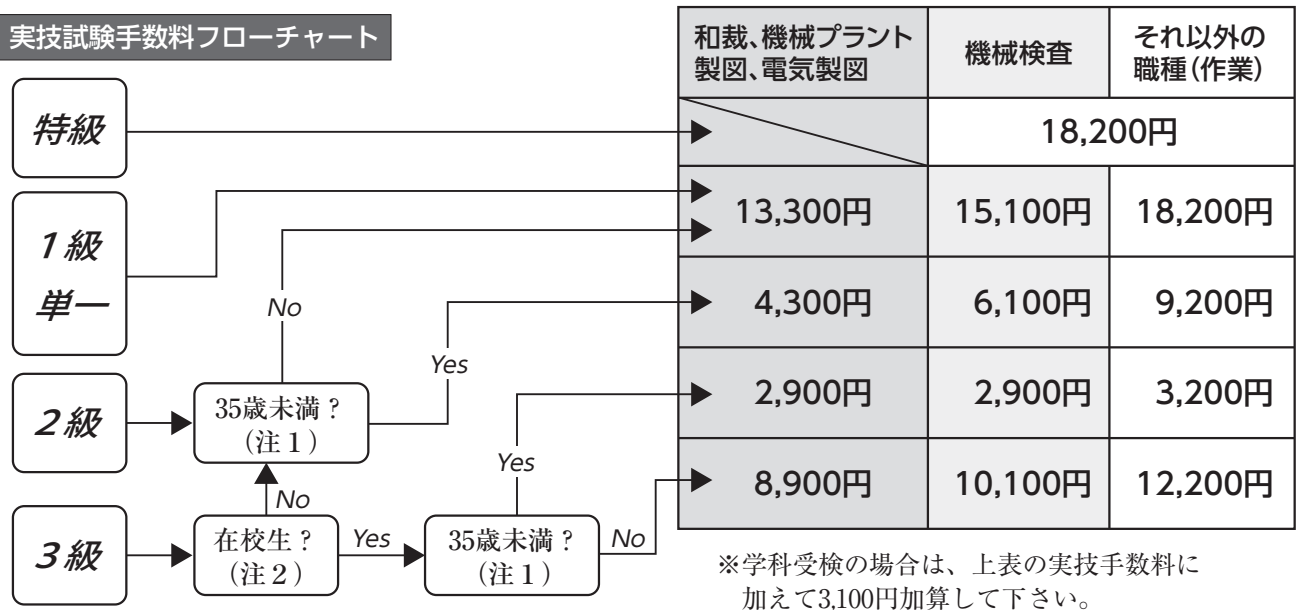 実技試験手数料フローチャート
和裁、機械プラント
製図、電気製図
機械検査
それ以外の
職種(作業)
特級
18,200円
1級
単一
13,300円
15,100円
18,200円
No
4,300円
6,100円
9,200円
Yes
2級
35歳未満?
(注1)
2,900円
2,900円
3,200円
Yes
No
8,900円
10,100円
12,200円
3級
在校生?
(注2)
Yes
35歳未満?
(注1)
No
※学科受検の場合は、上表の実技手数料に
加えて3,100円加算して下さい。